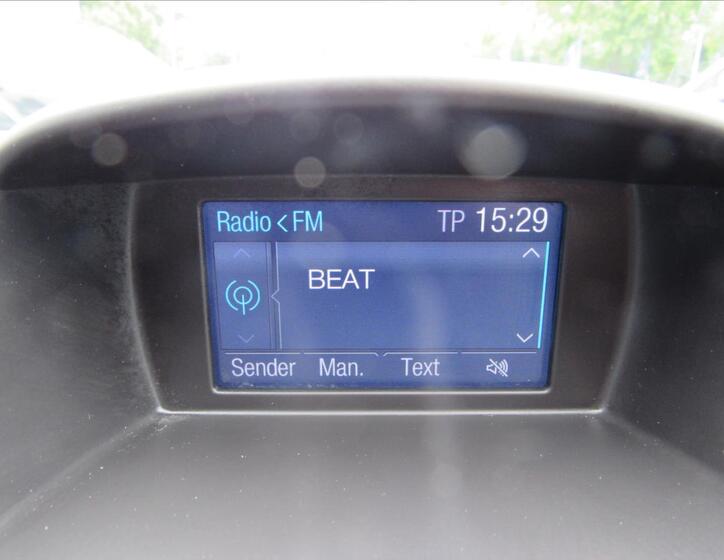 Radio < FM TP 15:29
BEAT
Sender Man. Text